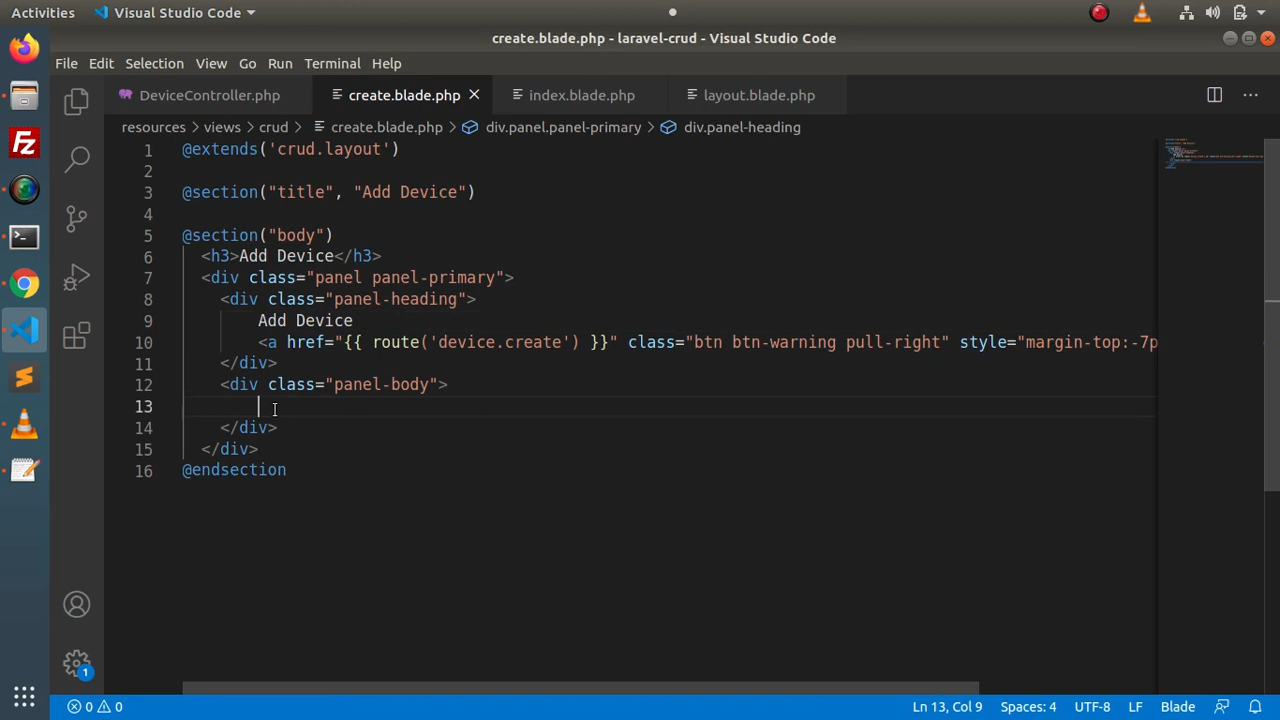 Activities Visual Studio Code
create.blade.php - laravel-crud - Visual Studio Code
File Edit Selection View Go Run Terminal Help
DeviceController.php create.blade.php index.blade.php layout.blade.php
resources > views > crud > create.blade.php > div.panel.panel-primary > div.panel-heading
1 @extends('crud.layout')
2
3 @section("title", "Add Device")
4
5 @section("body")
6 <h3>Add Device</h3>
7 <div class="panel panel-primary">
8 <div class="panel-heading">
9 Add Device
10 <a href="{{ route('device.create') }}" class="btn btn-warning pull-right" style="margin-top:-7p
11 </div>
12 <div class="panel-body">
13
14 </div>
15 </div>
16 @endsection
1
0 0 Ln 13, Col 9 Spaces: 4 UTF-8 LF Blade